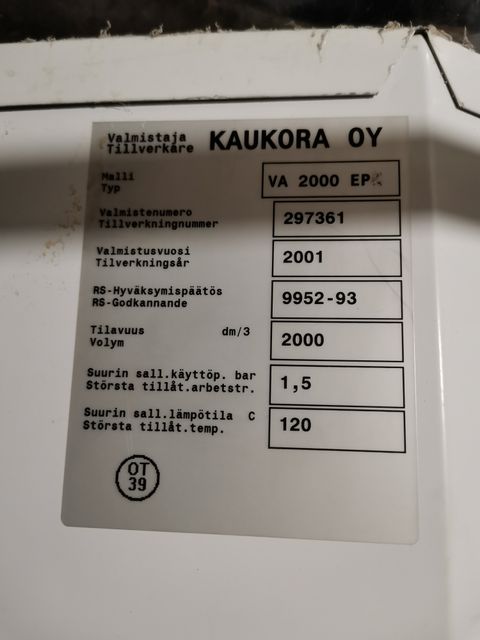 Valmistaja KAUKORA OY
Tillverkare
Malli VA 2000 EP
Typ
Valmistenumero 297361
Tillverkningnummer
Valmistusvuosi 2001
Tilverkningsår
RS-Hyväksymispäätös 9952-93
RS-Godkannande
Tilavuus dm/3 2000
Volym
Suurin sall.käyttöp. bar 1,5
Största tillåt.arbetstr.
Suurin sall.lämpötila C 120
Största tillåt.temp.
OT
39